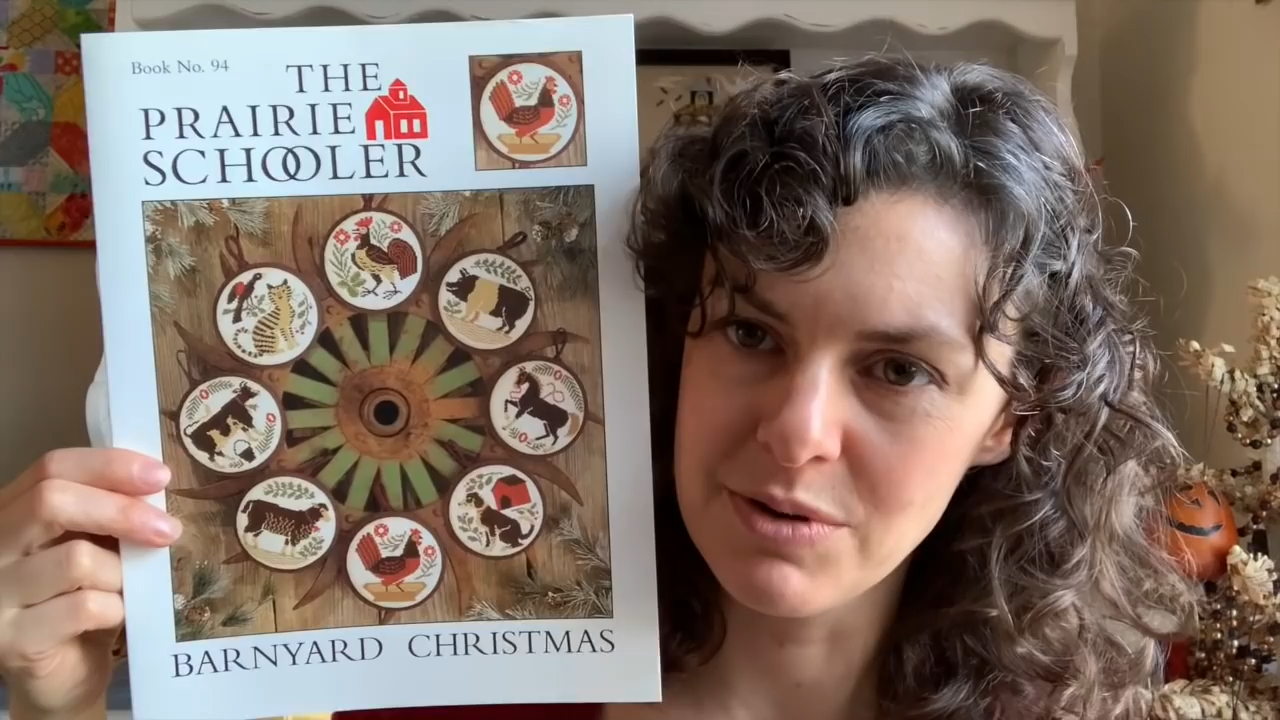 Book No. 94
THE
PRAIRIE
SCHOOLER
BARNYARD CHRISTMAS